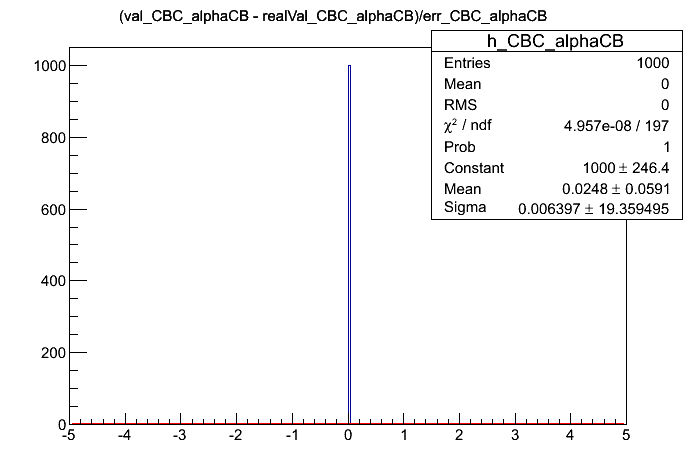 (val_CBC_alphaCB - realVal_CBC_alphaCB)/err_CBC_alphaCB
h_CBC_alphaCB
Entries 1000
Mean 0
RMS 0
χ² / ndf 4.957e-08 / 197
Prob 1
Constant 1000 ± 246.4
Mean 0.0248 ± 0.0591
Sigma 0.006397 ± 19.359495
1000
800
600
400
200
0
-5 -4 -3 -2 -1 0 1 2 3 4 5